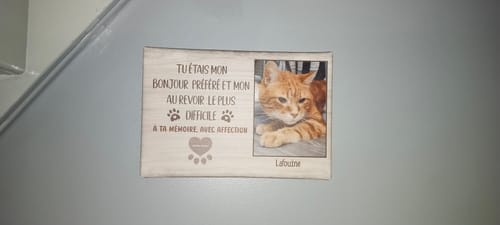 TU ÉTAIS MON
BONJOUR PRÉFÉRÉ ET MON
AU REVOIR LE PLUS
DIFFICILE
À TA MÉMOIRE, AVEC AFFECTION
Lafouine